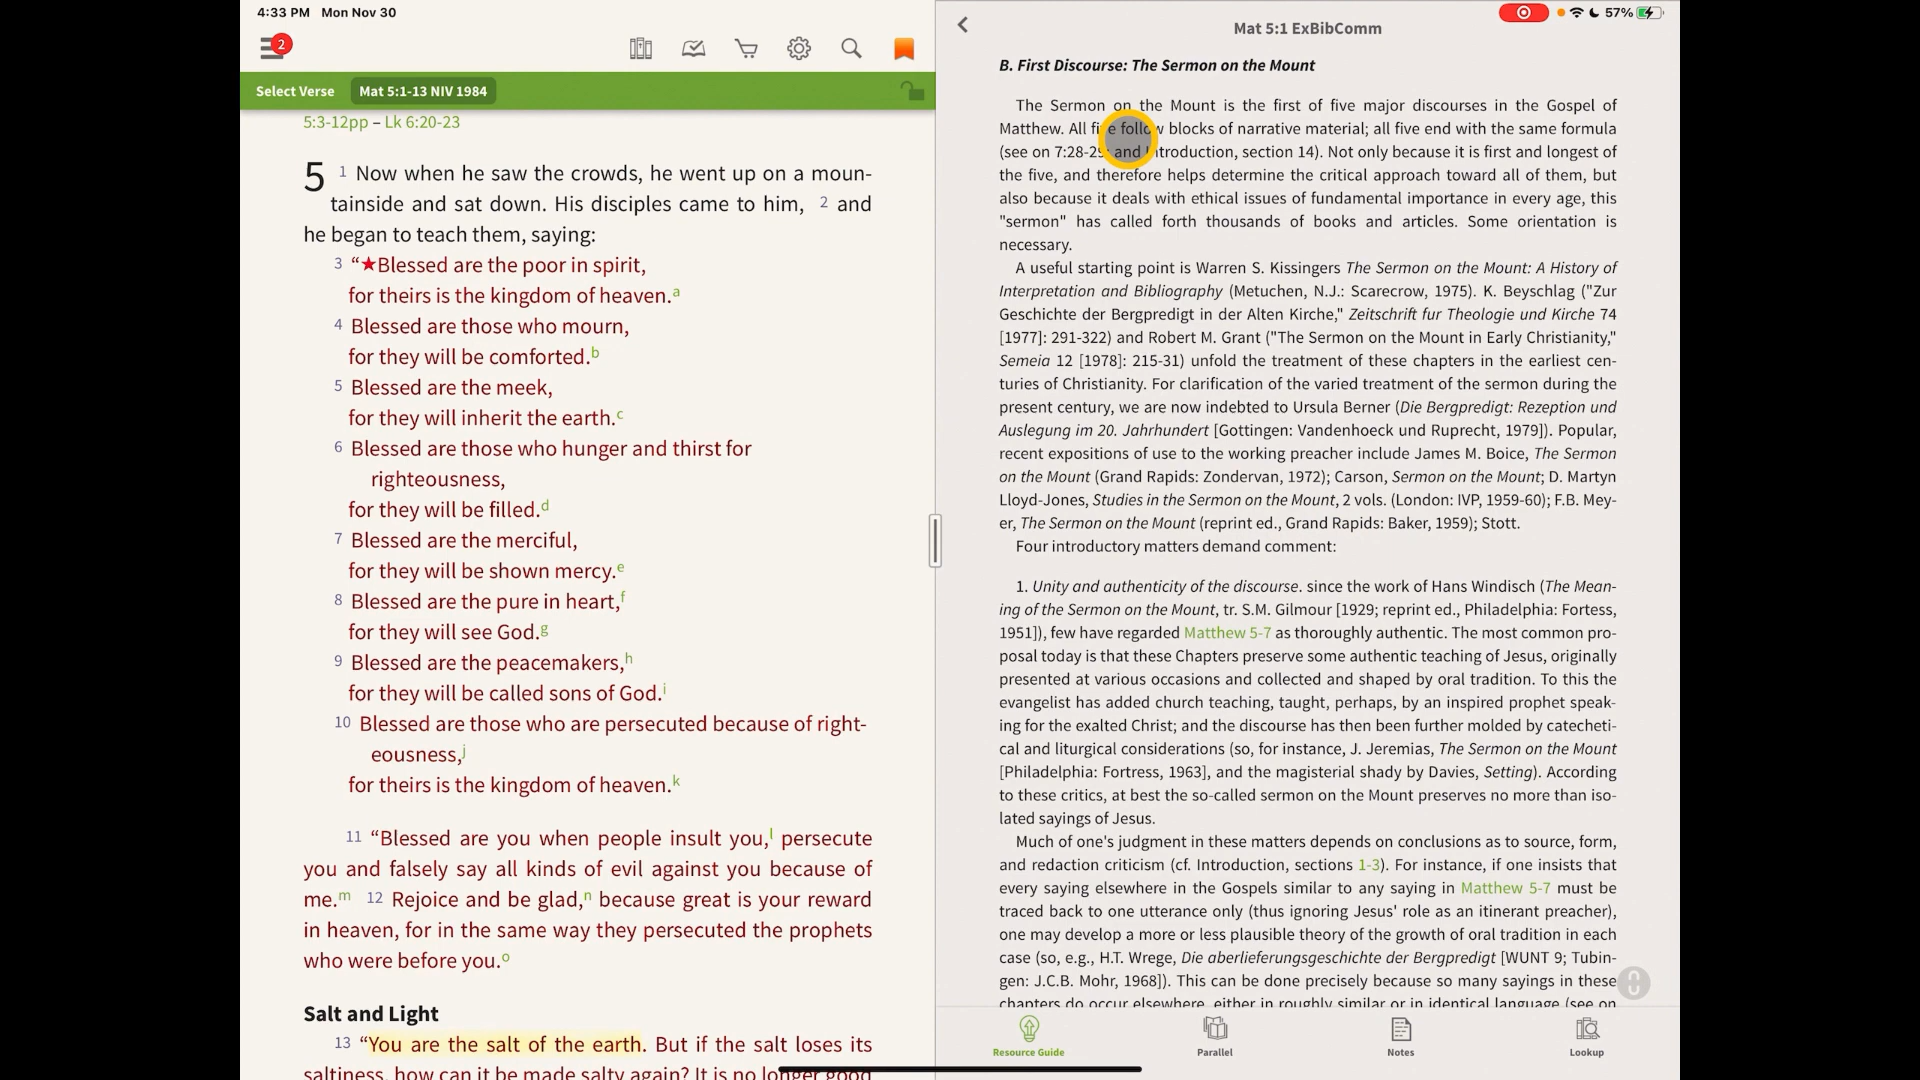 4:33 PM Mon Nov 30
57%
2
Select Verse
Mat 5:1-13 NIV 1984
5:3-12pp – Lk 6:20-23
5 1 Now when he saw the crowds, he went up on a moun-
tainside and sat down. His disciples came to him, 2 and
he began to teach them, saying:
3 “★Blessed are the poor in spirit,
for theirs is the kingdom of heaven.a
4 Blessed are those who mourn,
for they will be comforted.b
5 Blessed are the meek,
for they will inherit the earth.c
6 Blessed are those who hunger and thirst for
righteousness,
for they will be filled.d
7 Blessed are the merciful,
for they will be shown mercy.e
8 Blessed are the pure in heart,f
for they will see God.g
9 Blessed are the peacemakers,h
for they will be called sons of God.i
10 Blessed are those who are persecuted because of right-
eousness,j
for theirs is the kingdom of heaven.k
11 “Blessed are you when people insult you,l persecute
you and falsely say all kinds of evil against you because of
me.m 12 Rejoice and be glad,n because great is your reward
in heaven, for in the same way they persecuted the prophets
who were before you.o
Salt and Light
13 “You are the salt of the earth. But if the salt loses its
saltiness, how can it be made salty again? It is no longer good
Mat 5:1 ExBibComm
B. First Discourse: The Sermon on the Mount
The Sermon on the Mount is the first of five major discourses in the Gospel of
Matthew. All five follow blocks of narrative material; all five end with the same formula
(see on 7:28-29 and Introduction, section 14). Not only because it is first and longest of
the five, and therefore helps determine the critical approach toward all of them, but
also because it deals with ethical issues of fundamental importance in every age, this
"sermon" has called forth thousands of books and articles. Some orientation is
necessary.
A useful starting point is Warren S. Kissingers The Sermon on the Mount: A History of
Interpretation and Bibliography (Metuchen, N.J.: Scarecrow, 1975). K. Beyschlag ("Zur
Geschichte der Bergpredigt in der Alten Kirche," Zeitschrift fur Theologie und Kirche 74
[1977]: 291-322) and Robert M. Grant ("The Sermon on the Mount in Early Christianity,"
Semeia 12 [1978]: 215-31) unfold the treatment of these chapters in the earliest cen-
turies of Christianity. For clarification of the varied treatment of the sermon during the
present century, we are now indebted to Ursula Berner (Die Bergpredigt: Rezeption und
Auslegung im 20. Jahrhundert [Gottingen: Vandenhoeck und Ruprecht, 1979]). Popular,
recent expositions of use to the working preacher include James M. Boice, The Sermon
on the Mount (Grand Rapids: Zondervan, 1972); Carson, Sermon on the Mount; D. Martyn
Lloyd-Jones, Studies in the Sermon on the Mount, 2 vols. (London: IVP, 1959-60); F.B. Mey-
er, The Sermon on the Mount (reprint ed., Grand Rapids: Baker, 1959); Stott.
Four introductory matters demand comment:
1. Unity and authenticity of the discourse. since the work of Hans Windisch (The Mean-
ing of the Sermon on the Mount, tr. S.M. Gilmour [1929; reprint ed., Philadelphia: Fortess,
1951]), few have regarded Matthew 5-7 as thoroughly authentic. The most common pro-
posal today is that these Chapters preserve some authentic teaching of Jesus, originally
presented at various occasions and collected and shaped by oral tradition. To this the
evangelist has added church teaching, taught, perhaps, by an inspired prophet speak-
ing for the exalted Christ; and the discourse has then been further molded by catecheti-
cal and liturgical considerations (so, for instance, J. Jeremias, The Sermon on the Mount
[Philadelphia: Fortress, 1963], and the magisterial shady by Davies, Setting). According
to these critics, at best the so-called sermon on the Mount preserves no more than iso-
lated sayings of Jesus.
Much of one's judgment in these matters depends on conclusions as to source, form,
and redaction criticism (cf. Introduction, sections 1-3). For instance, if one insists that
every saying elsewhere in the Gospels similar to any saying in Matthew 5-7 must be
traced back to one utterance only (thus ignoring Jesus' role as an itinerant preacher),
one may develop a more or less plausible theory of the growth of oral tradition in each
case (so, e.g., H.T. Wrege, Die aberlieferungsgeschichte der Bergpredigt [WUNT 9; Tubin-
gen: J.C.B. Mohr, 1968]). This can be done precisely because so many sayings in these
chapters do occur elsewhere, either in roughly similar or in identical language (see on
Resource Guide
Parallel
Notes
Lookup